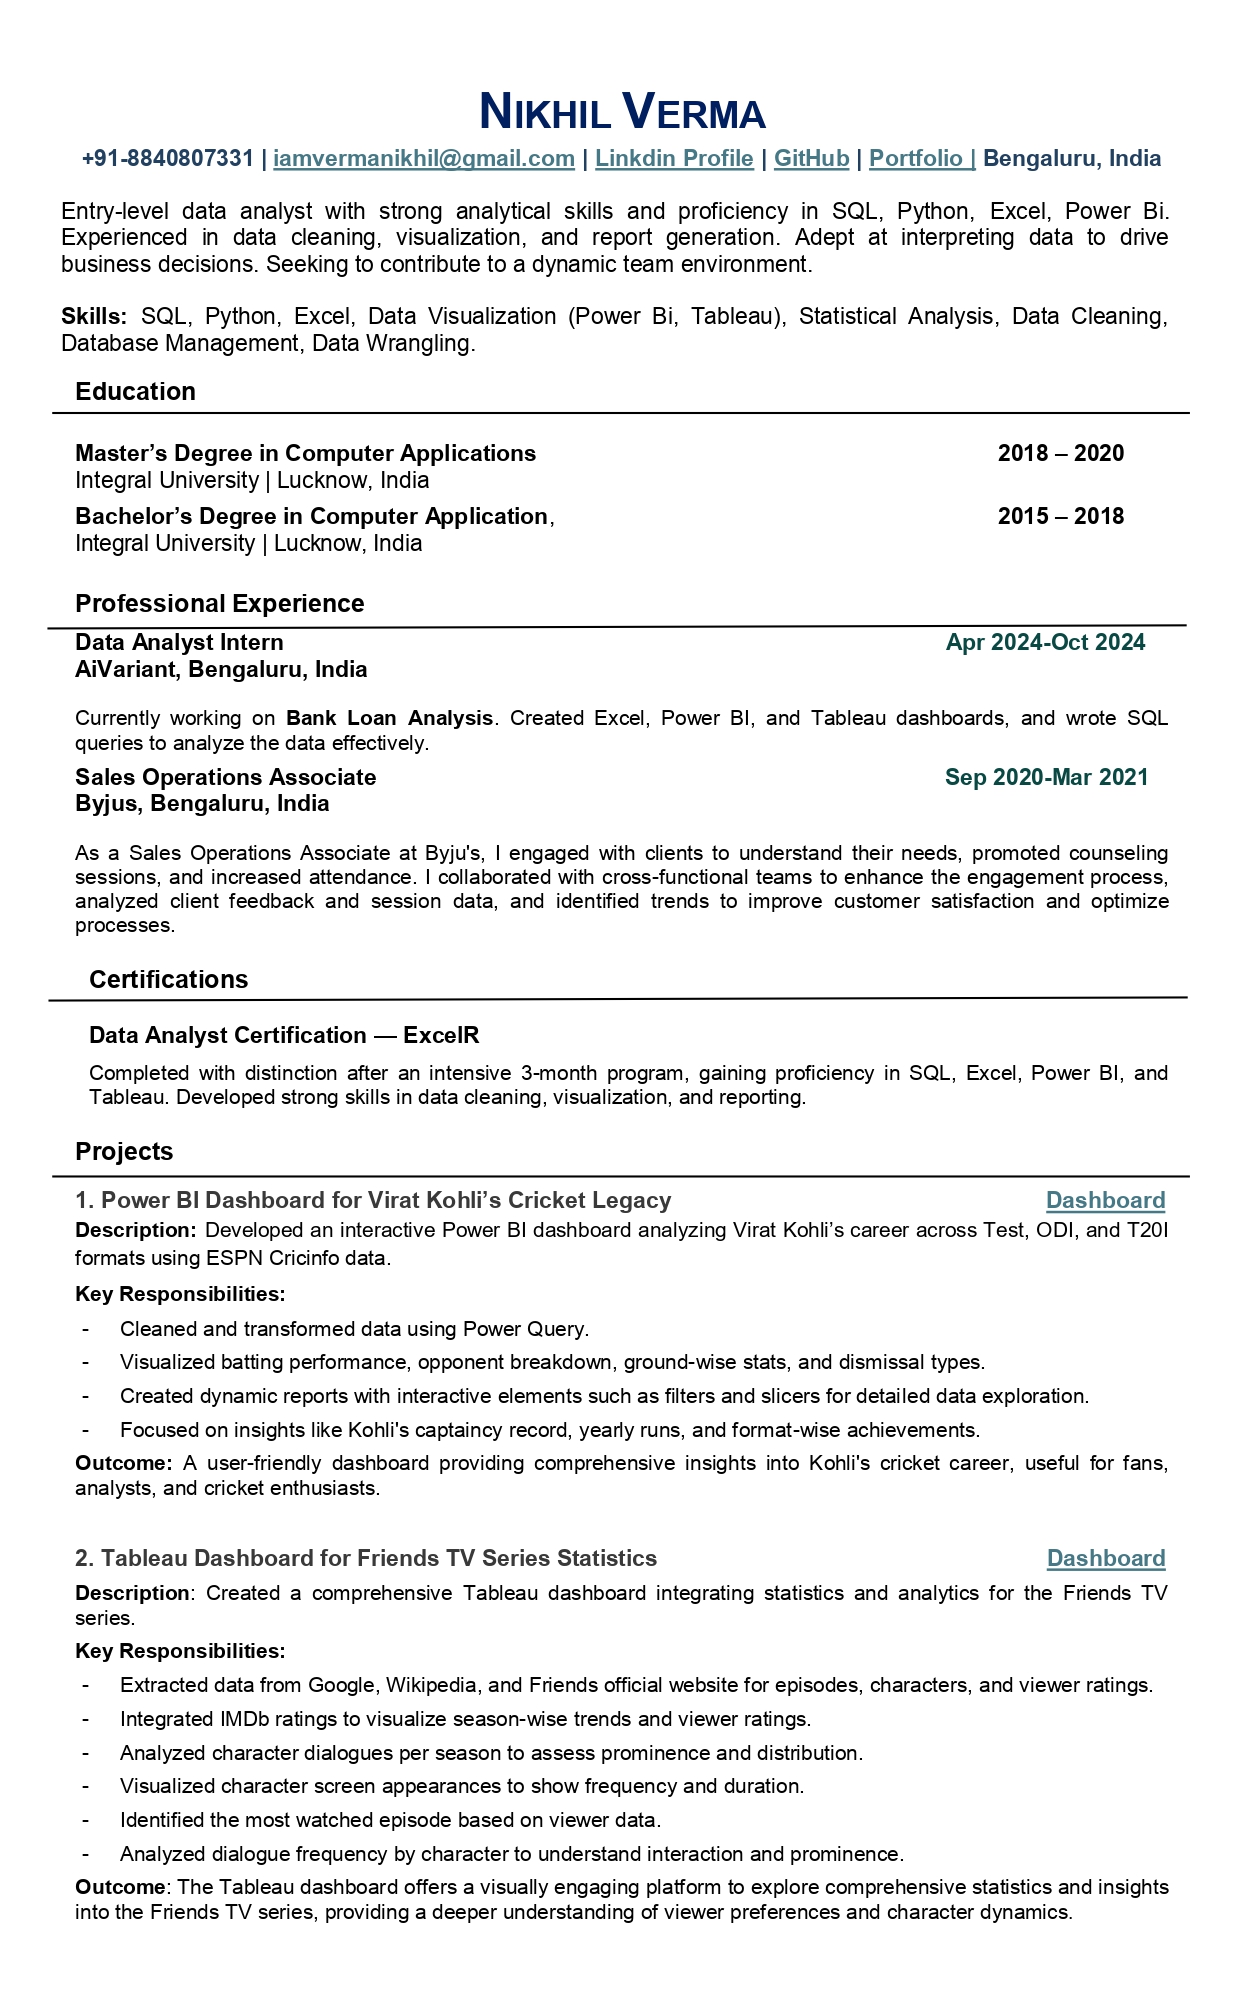 NIKHIL VERMA
+91-8840807331 | iamvermanikhil@gmail.com | Linkdin Profile | GitHub | Portfolio | Bengaluru, India
Entry-level data analyst with strong analytical skills and proficiency in SQL, Python, Excel, Power Bi.
Experienced in data cleaning, visualization, and report generation. Adept at interpreting data to drive
business decisions. Seeking to contribute to a dynamic team environment.
Skills: SQL, Python, Excel, Data Visualization (Power Bi, Tableau), Statistical Analysis, Data Cleaning,
Database Management, Data Wrangling.
Education
Master’s Degree in Computer Applications 2018 – 2020
Integral University | Lucknow, India
Bachelor’s Degree in Computer Application, 2015 – 2018
Integral University | Lucknow, India
Professional Experience
Data Analyst Intern Apr 2024-Oct 2024
AiVariant, Bengaluru, India
Currently working on Bank Loan Analysis. Created Excel, Power BI, and Tableau dashboards, and wrote SQL
queries to analyze the data effectively.
Sales Operations Associate Sep 2020-Mar 2021
Byjus, Bengaluru, India
As a Sales Operations Associate at Byju's, I engaged with clients to understand their needs, promoted counseling
sessions, and increased attendance. I collaborated with cross-functional teams to enhance the engagement process,
analyzed client feedback and session data, and identified trends to improve customer satisfaction and optimize
processes.
Certifications
Data Analyst Certification — ExcelR
Completed with distinction after an intensive 3-month program, gaining proficiency in SQL, Excel, Power BI, and
Tableau. Developed strong skills in data cleaning, visualization, and reporting.
Projects
1. Power BI Dashboard for Virat Kohli’s Cricket Legacy Dashboard
Description: Developed an interactive Power BI dashboard analyzing Virat Kohli’s career across Test, ODI, and T20I
formats using ESPN Cricinfo data.
Key Responsibilities:
- Cleaned and transformed data using Power Query.
- Visualized batting performance, opponent breakdown, ground-wise stats, and dismissal types.
- Created dynamic reports with interactive elements such as filters and slicers for detailed data exploration.
- Focused on insights like Kohli's captaincy record, yearly runs, and format-wise achievements.
Outcome: A user-friendly dashboard providing comprehensive insights into Kohli's cricket career, useful for fans,
analysts, and cricket enthusiasts.
2. Tableau Dashboard for Friends TV Series Statistics Dashboard
Description: Created a comprehensive Tableau dashboard integrating statistics and analytics for the Friends TV
series.
Key Responsibilities:
- Extracted data from Google, Wikipedia, and Friends official website for episodes, characters, and viewer ratings.
- Integrated IMDb ratings to visualize season-wise trends and viewer ratings.
- Analyzed character dialogues per season to assess prominence and distribution.
- Visualized character screen appearances to show frequency and duration.
- Identified the most watched episode based on viewer data.
- Analyzed dialogue frequency by character to understand interaction and prominence.
Outcome: The Tableau dashboard offers a visually engaging platform to explore comprehensive statistics and insights
into the Friends TV series, providing a deeper understanding of viewer preferences and character dynamics.